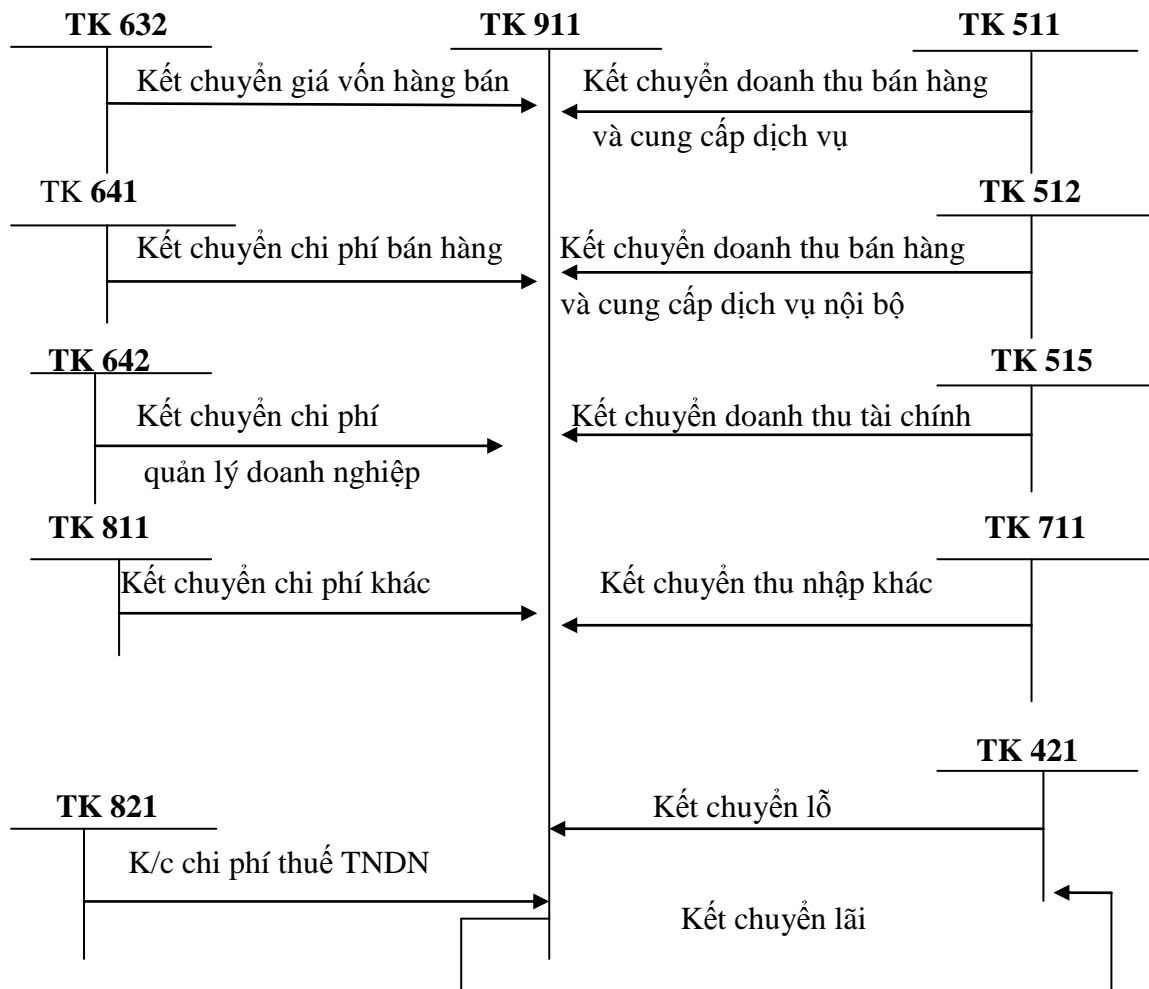 TK 632
TK 911
TK 511
Kết chuyển giá vốn hàng bán
Kết chuyển doanh thu bán hàng
và cung cấp dịch vụ
TK 641
TK 512
Kết chuyển chi phí bán hàng
Kết chuyển doanh thu bán hàng
và cung cấp dịch vụ nội bộ
TK 642
TK 515
Kết chuyển chi phí
quản lý doanh nghiệp
Kết chuyển doanh thu tài chính
TK 811
TK 711
Kết chuyển chi phí khác
Kết chuyển thu nhập khác
TK 421
TK 821
Kết chuyển lỗ
K/c chi phí thuế TNDN
Kết chuyển lãi